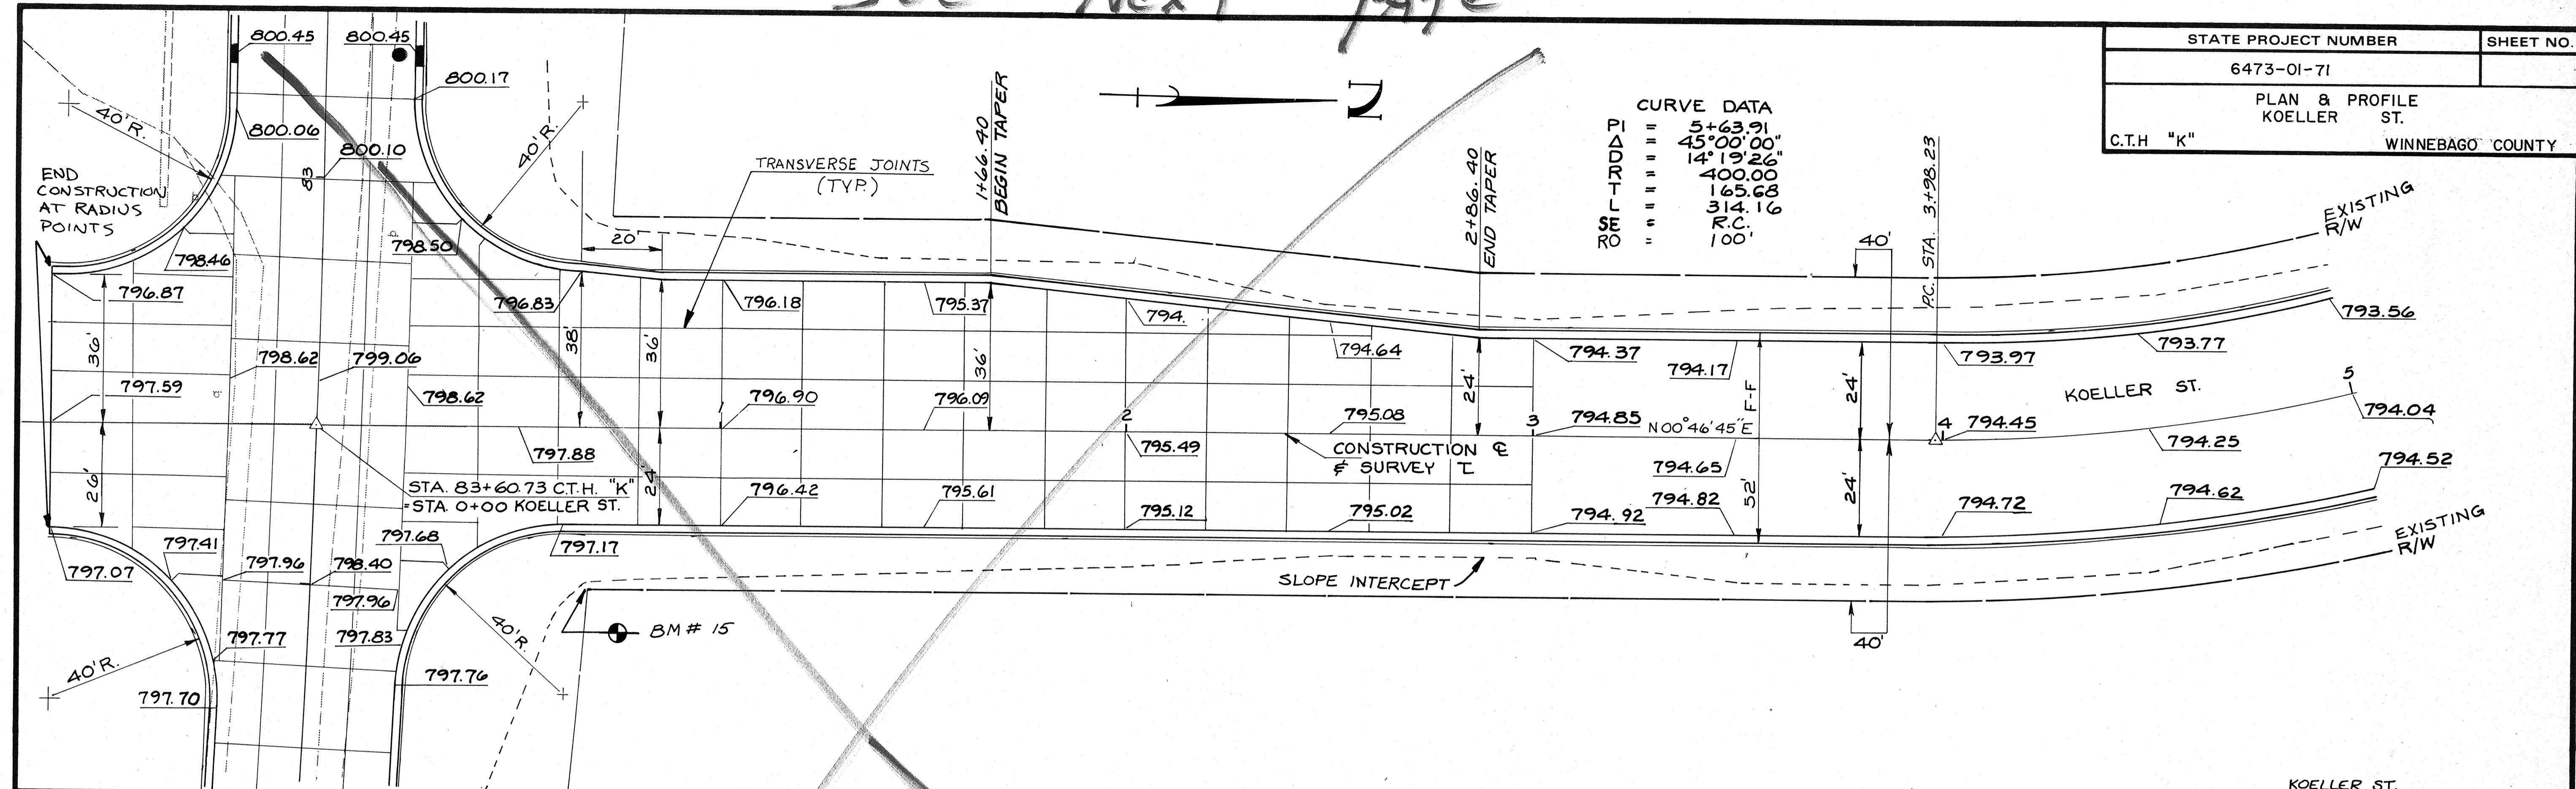 See Next page
STATE PROJECT NUMBER
SHEET NO.
6473-01-71
PLAN & PROFILE
KOELLER ST.
C.T.H "K"
WINNEBAGO COUNTY
800.45
800.45
800.17
40'R.
800.06
800.10
83
40'R.
END
CONSTRUCTION
AT RADIUS
POINTS
TRANSVERSE JOINTS
(TYP.)
1+66.40
BEGIN TAPER
N
2+86.40
END TAPER
CURVE DATA
PI = 5+63.91
Δ = 45°00'00"
D = 14°19'26"
R = 400.00
T = 165.68
L = 314.16
SE = R.C.
RO = 100'
P.C. STA. 3+98.23
40'
EXISTING
R/W
798.46
798.50
20'
796.87
796.83
796.18
795.37
794.
794.64
794.37
794.17
793.97
793.77
793.56
36'
38'
36'
36'
24'
24'
F-F
798.62
799.06
797.59
798.62
1
796.90
796.09
2
795.08
3
794.85
N00°46'45"E
4
794.45
KOELLER ST.
5
794.04
794.25
797.88
795.49
CONSTRUCTION ℄
& SURVEY
794.65
26'
24'
52'
24'
STA. 83+60.73 C.T.H. "K"
=STA. 0+00 KOELLER ST.
796.42
795.61
795.12
795.02
794.92
794.82
794.72
794.62
794.52
797.41
797.68
797.17
797.07
797.96
798.40
797.96
SLOPE INTERCEPT
EXISTING
R/W
797.77
797.83
40'R.
BM# 15
40'
40'R.
797.76
797.70
KOELLER ST.